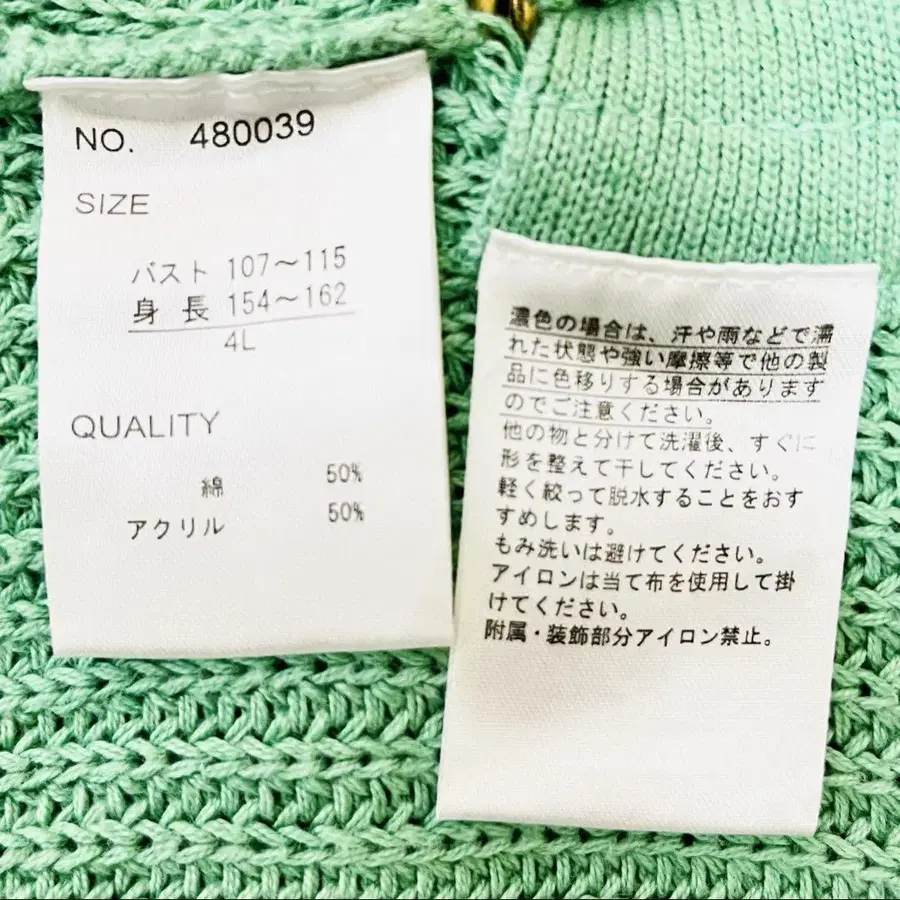 NO. 480039
SIZE
バスト 107～115
身 長 154～162
4L
QUALITY
綿 50%
アクリル 50%
濃色の場合は、汗や雨などで濡
れた状態や強い摩擦等で他の製
品に色移りする場合があります
のでご注意ください。
他の物と分けて洗濯後、すぐに
形を整えて干してください。
軽く絞って脱水することをおす
すめします。
もみ洗いは避けてください。
アイロンは当て布を使用して掛
けてください。
附属・装飾部分アイロン禁止。